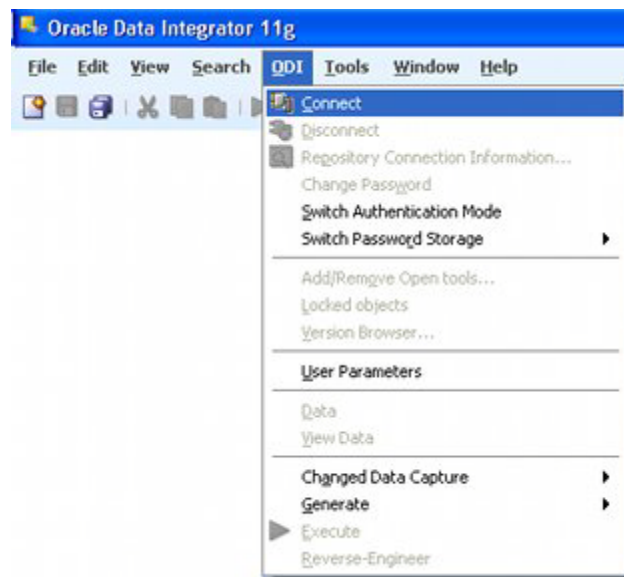 Oracle Data Integrator 11g
File Edit View Search ODI Tools Window Help
Connect
Disconnect
Repository Connection Information...
Change Password
Switch Authentication Mode
Switch Password Storage
Add/Remove Open tools...
Locked objects
Version Browser...
User Parameters
Data
View Data
Changed Data Capture
Generate
Execute
Reverse-Engineer